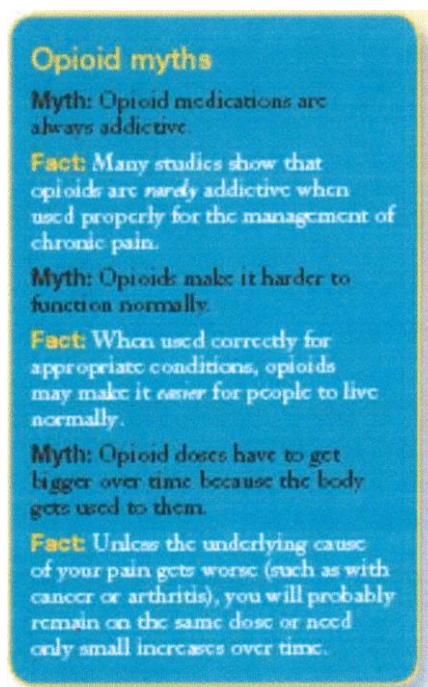 Opioid myths
Myth: Opioid medications are
always addictive.
Fact: Many studies show that
opioids are rarely addictive when
used properly for the management of
chronic pain.
Myth: Opioids make it harder to
function normally.
Fact: When used correctly for
appropriate conditions, opioids
may make it easier for people to live
normally.
Myth: Opioid doses have to get
bigger over time because the body
gets used to them.
Fact: Unless the underlying cause
of your pain gets worse (such as with
cancer or arthritis), you will probably
remain on the same dose or need
only small increases over time.